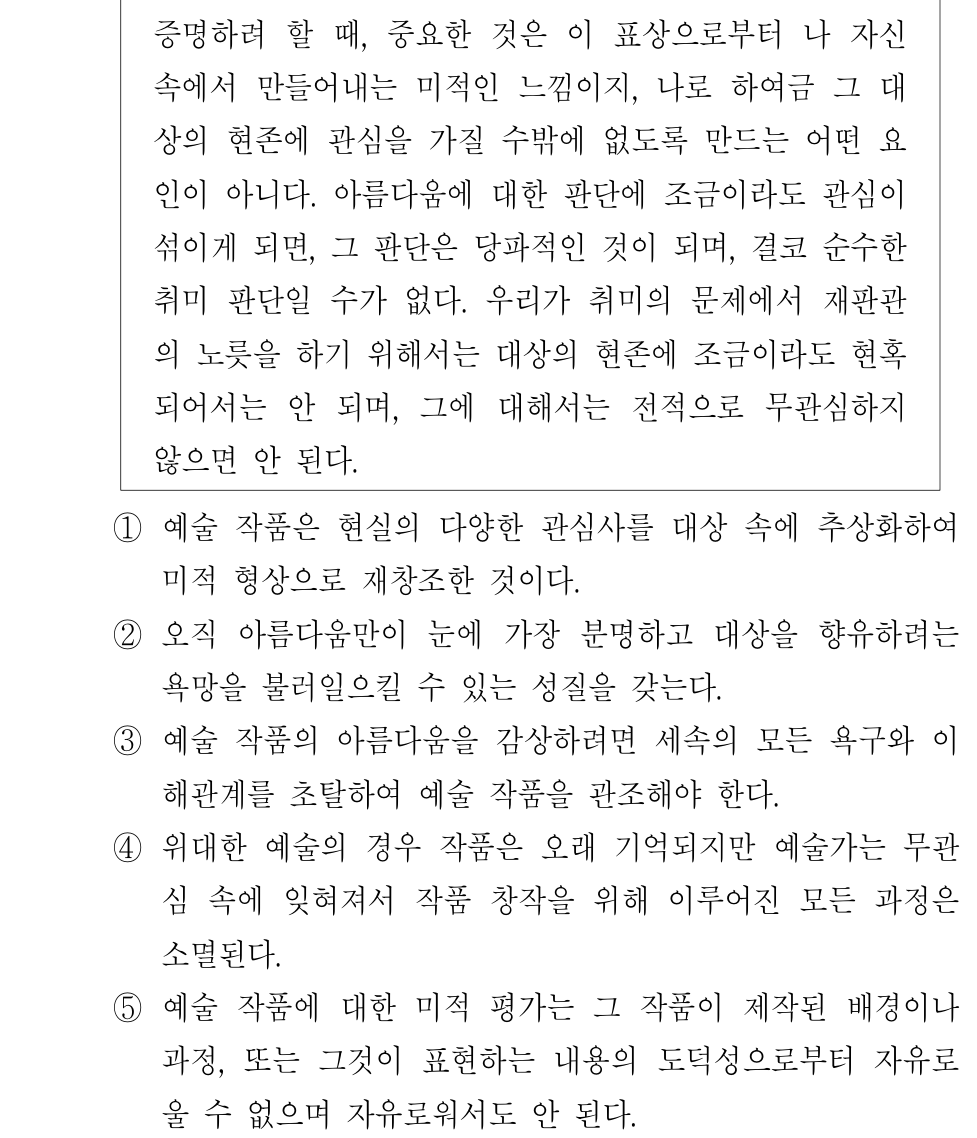 증명하려 할 때, 중요한 것은 이 표상으로부터 나 자신
속에서 만들어내는 미적인 느낌이지, 나로 하여금 그 대
상의 현존에 관심을 가질 수밖에 없도록 만드는 어떤 요
인이 아니다. 아름다움에 대한 판단에 조금이라도 관심이
섞이게 되면, 그 판단은 당파적인 것이 되며, 결코 순수한
취미 판단일 수가 없다. 우리가 취미의 문제에서 재판관
의 노릇을 하기 위해서는 대상의 현존에 조금이라도 현혹
되어서는 안 되며, 그에 대해서는 전적으로 무관심하지
않으면 안 된다.
① 예술 작품은 현실의 다양한 관심사를 대상 속에 추상화하여
미적 형상으로 재창조한 것이다.
② 오직 아름다움만이 눈에 가장 분명하고 대상을 향유하려는
욕망을 불러일으킬 수 있는 성질을 갖는다.
③ 예술 작품의 아름다움을 감상하려면 세속의 모든 욕구와 이
해관계를 초탈하여 예술 작품을 관조해야 한다.
④ 위대한 예술의 경우 작품은 오래 기억되지만 예술가는 무관
심 속에 잊혀져서 작품 창작을 위해 이루어진 모든 과정은
소멸된다.
⑤ 예술 작품에 대한 미적 평가는 그 작품이 제작된 배경이나
과정, 또는 그것이 표현하는 내용의 도덕성으로부터 자유로
울 수 없으며 자유로워서도 안 된다.